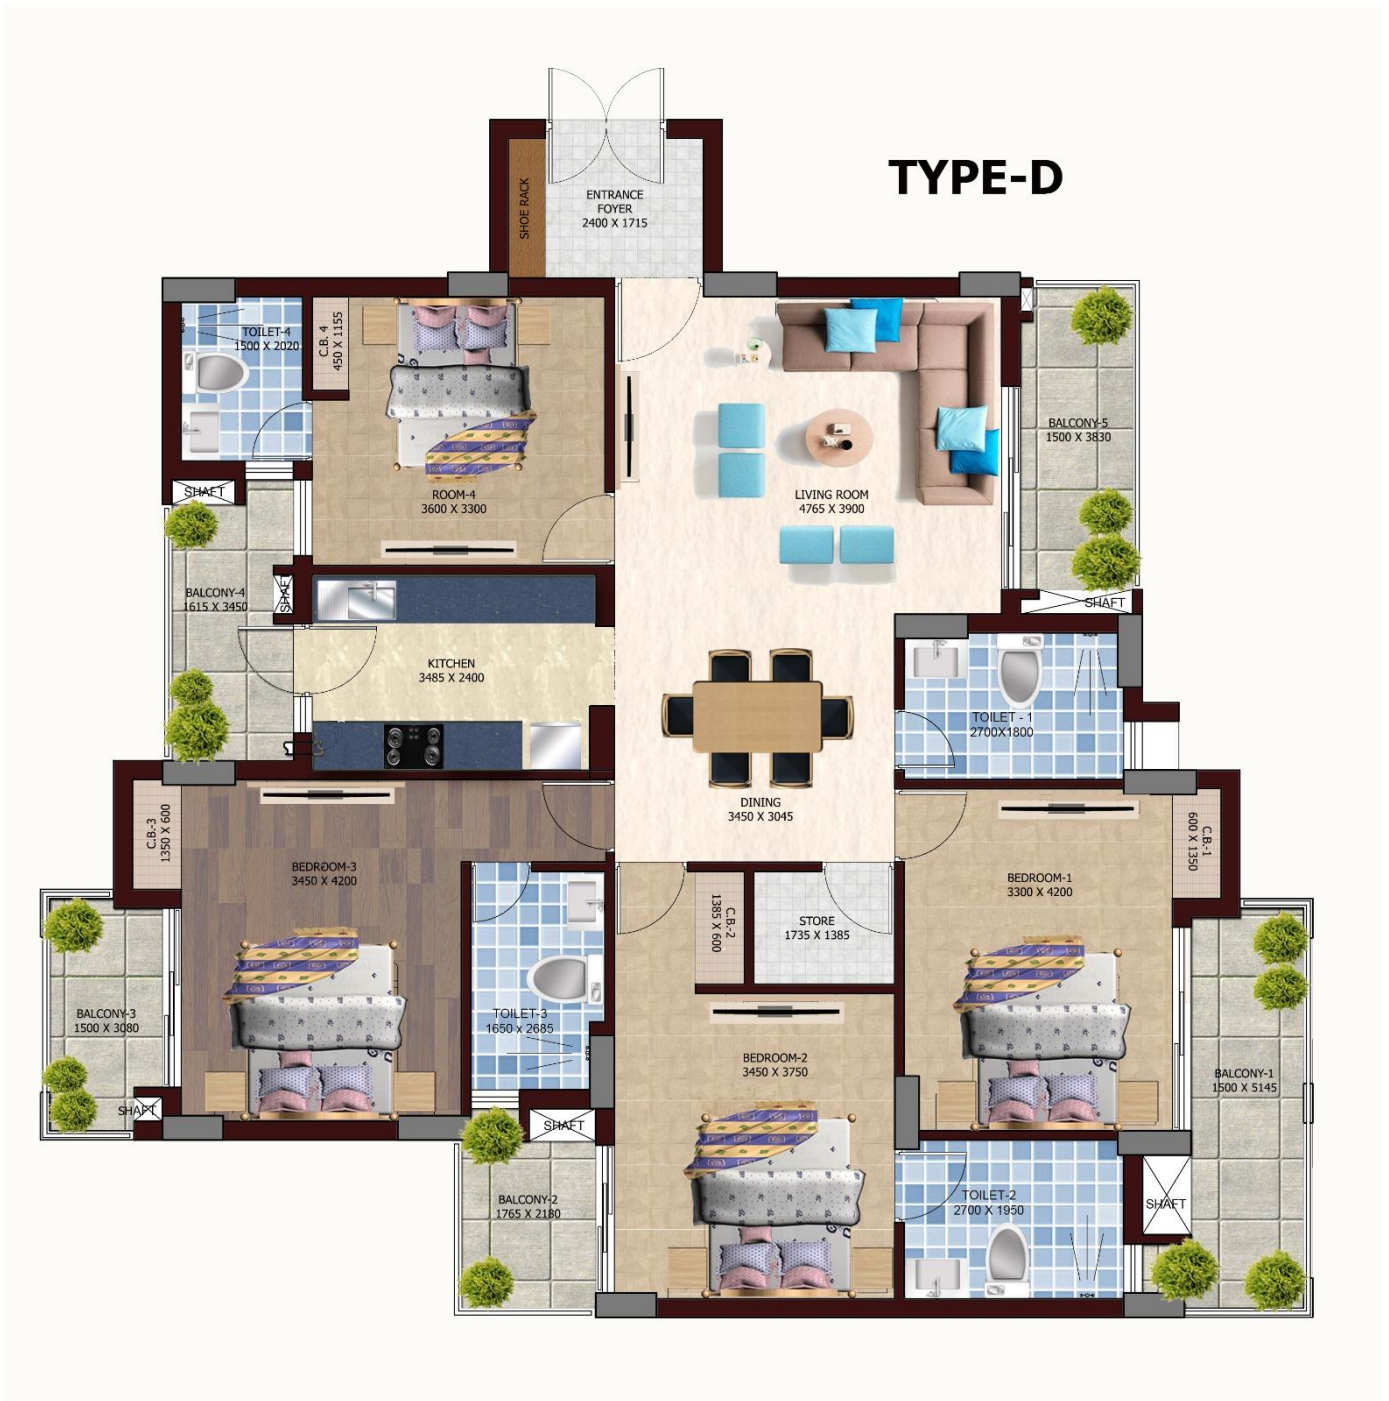 TYPE-D
SHOE RACK
ENTRANCE
FOYER
2400 X 1715
TOILET-4
1500 X 2020
C.B. 4
450 X 1155
ROOM-4
3600 X 3300
LIVING ROOM
4765 X 3900
BALCONY-5
1500 X 3830
SHAFT
BALCONY-4
1615 X 3450
SHAFT
SHAFT
KITCHEN
3485 X 2400
TOILET - 1
2700X1800
DINING
3450 X 3045
C.B.-3
1350 X 600
BEDROOM-3
3450 X 4200
C.B.-2
1385 X 600
STORE
1735 X 1385
BEDROOM-1
3300 X 4200
C.B.-1
600 X 1350
BALCONY-3
1500 X 3080
TOILET-3
1650 x 2685
BEDROOM-2
3450 X 3750
BALCONY-1
1500 X 5145
SHAFT
SHAFT
BALCONY-2
1765 X 2180
TOILET-2
2700 X 1950
SHAFT